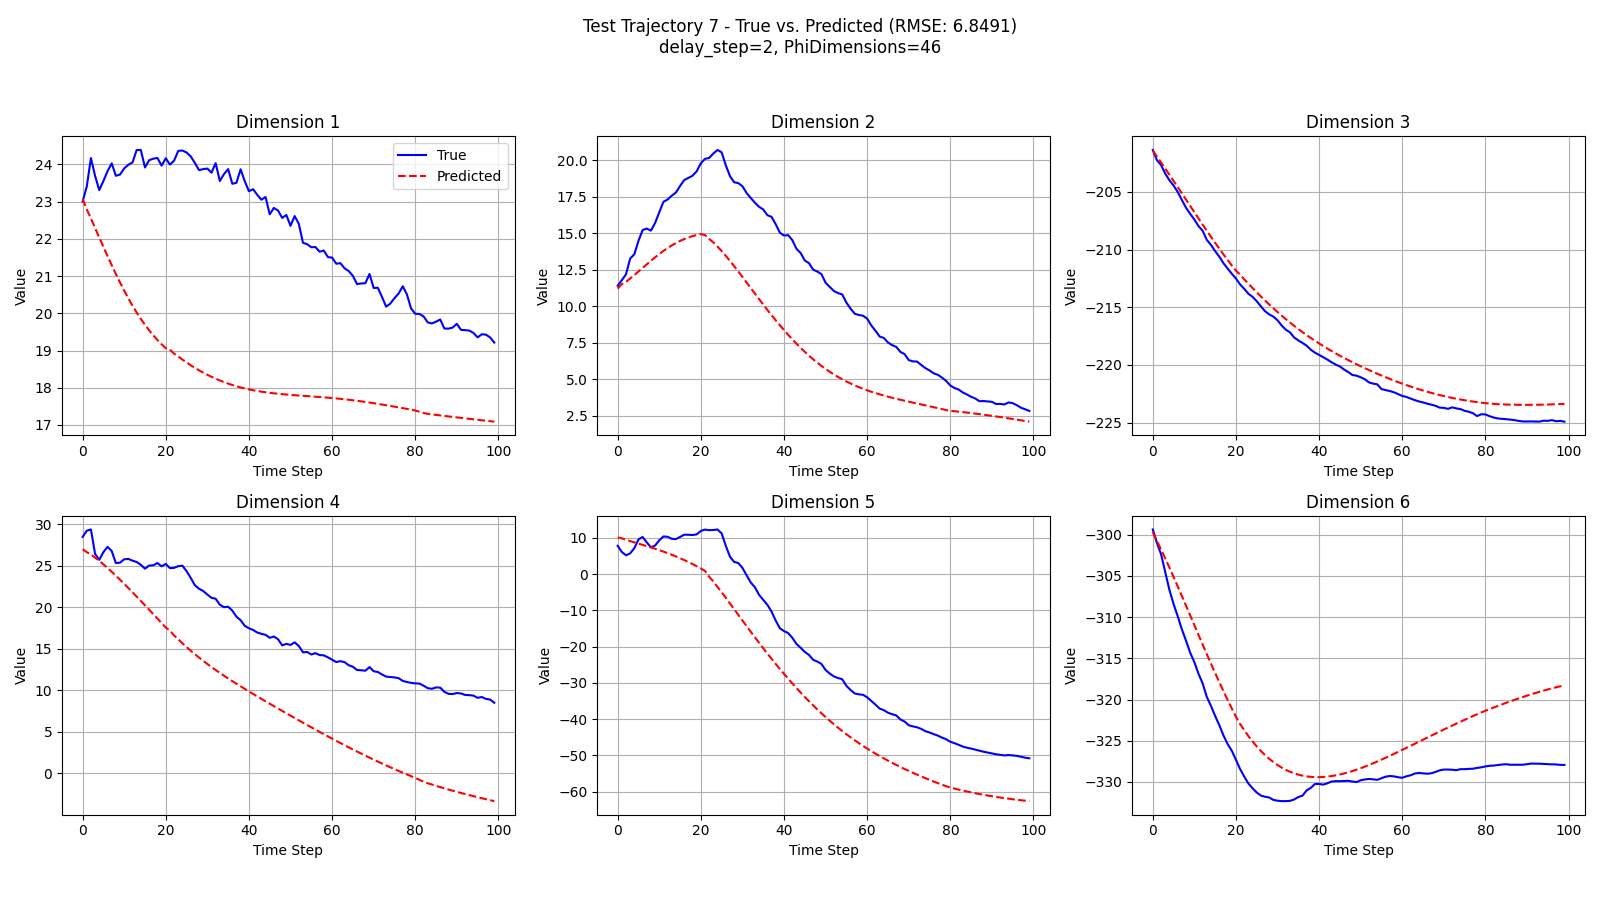 Test Trajectory 7 - True vs. Predicted (RMSE: 6.8491)
delay_step=2, PhiDimensions=46
Dimension 1
24
23
22
21
20
19
18
17
Value
0 20 40 60 80 100
Time Step
True
Predicted
Dimension 2
20.0
17.5
15.0
12.5
10.0
7.5
5.0
2.5
Value
0 20 40 60 80 100
Time Step
Dimension 3
−205
−210
−215
−220
−225
Value
0 20 40 60 80 100
Time Step
Dimension 4
30
25
20
15
10
5
0
Value
0 20 40 60 80 100
Time Step
Dimension 5
10
0
−10
−20
−30
−40
−50
−60
Value
0 20 40 60 80 100
Time Step
Dimension 6
−300
−305
−310
−315
−320
−325
−330
Value
0 20 40 60 80 100
Time Step